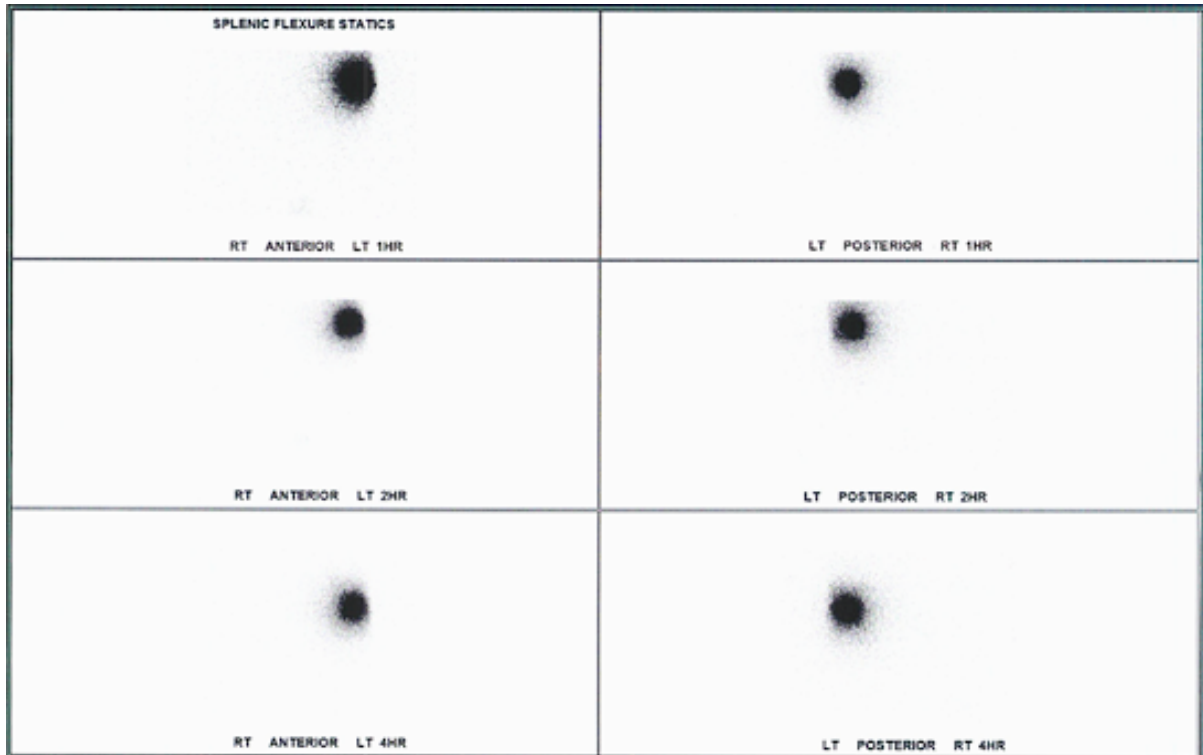 SPLENIC FLEXURE STATICS
RT ANTERIOR LT 1HR
LT POSTERIOR RT 1HR
RT ANTERIOR LT 2HR
LT POSTERIOR RT 2HR
RT ANTERIOR LT 4HR
LT POSTERIOR RT 4HR